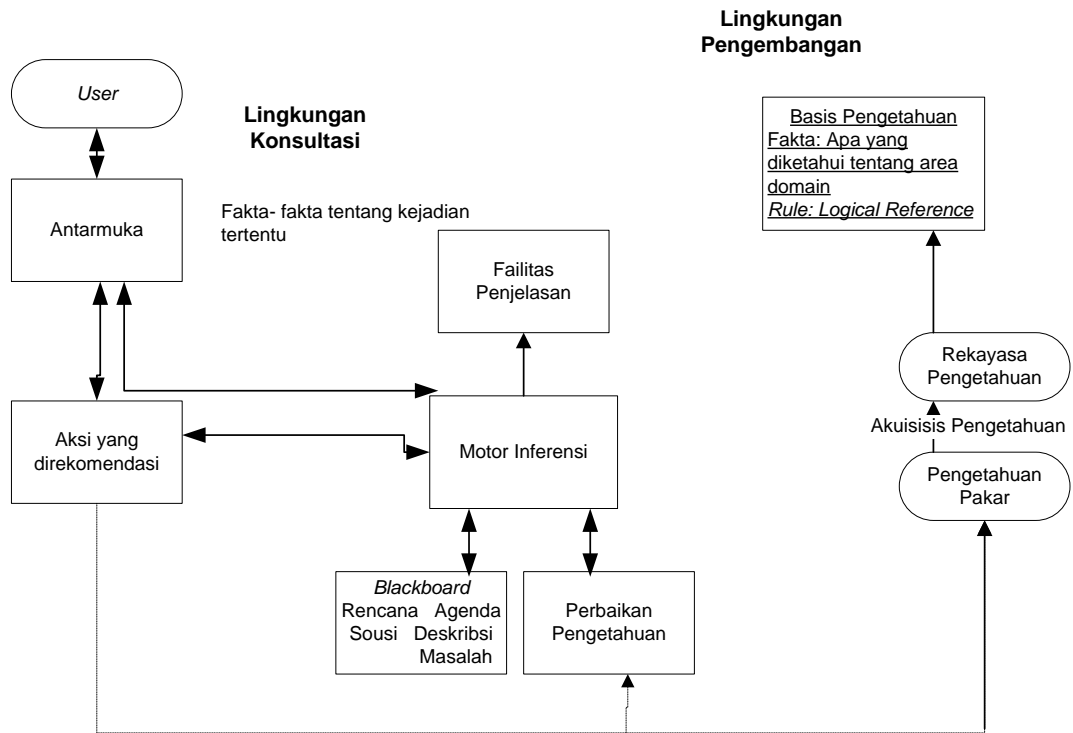 Lingkungan
Pengembangan
User
Lingkungan
Konsultasi
Basis Pengetahuan
Fakta: Apa yang
diketahui tentang area
domain
Rule: Logical Reference
Antarmuka
Fakta- fakta tentang kejadian
tertentu
Failitas
Penjelasan
Rekayasa
Pengetahuan
Akuisisis Pengetahuan
Aksi yang
direkomendasi
Motor Inferensi
Pengetahuan
Pakar
Blackboard
Rencana Agenda
Sousi Deskribsi
Masalah
Perbaikan
Pengetahuan